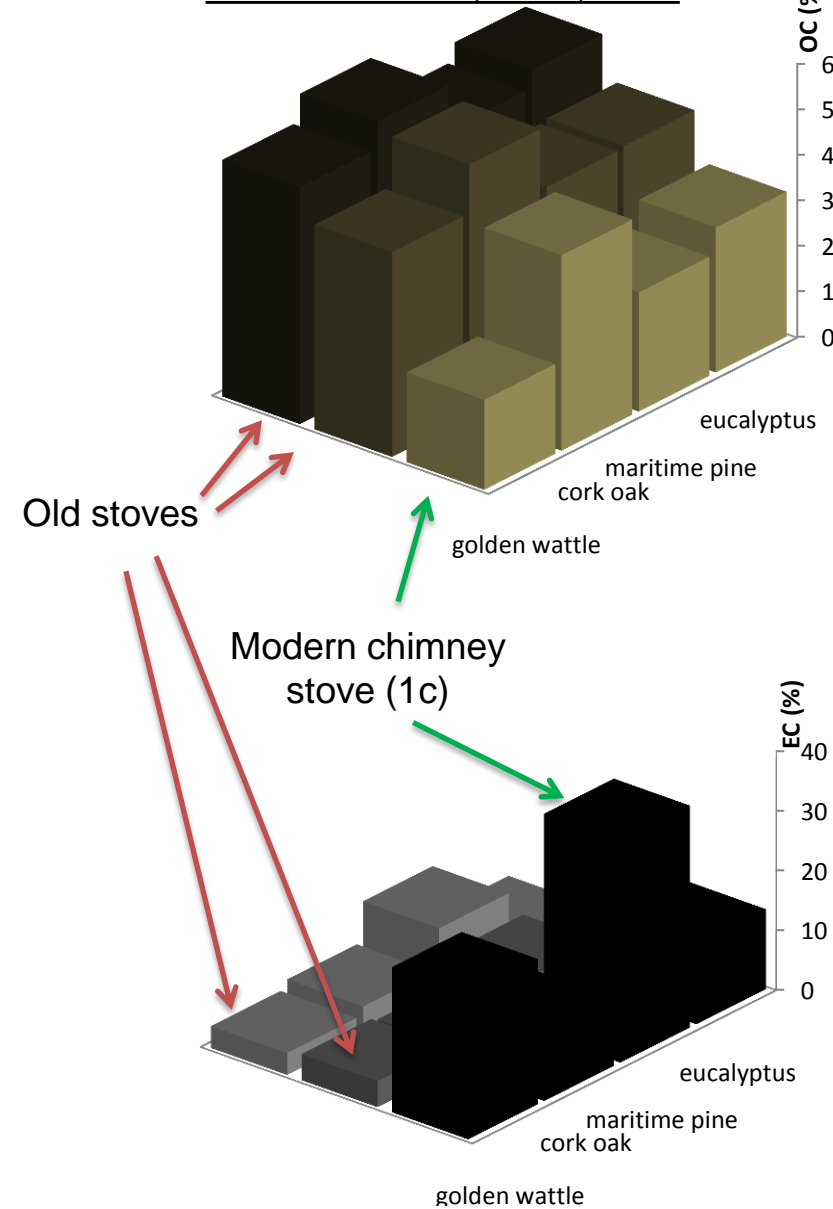 OC (%
6
5
4
3
2
1
0
eucalyptus
maritime pine
cork oak
golden wattle
Old stoves
Modern chimney
stove (1c)
EC (%)
40
30
20
10
0
eucalyptus
maritime pine
cork oak
golden wattle